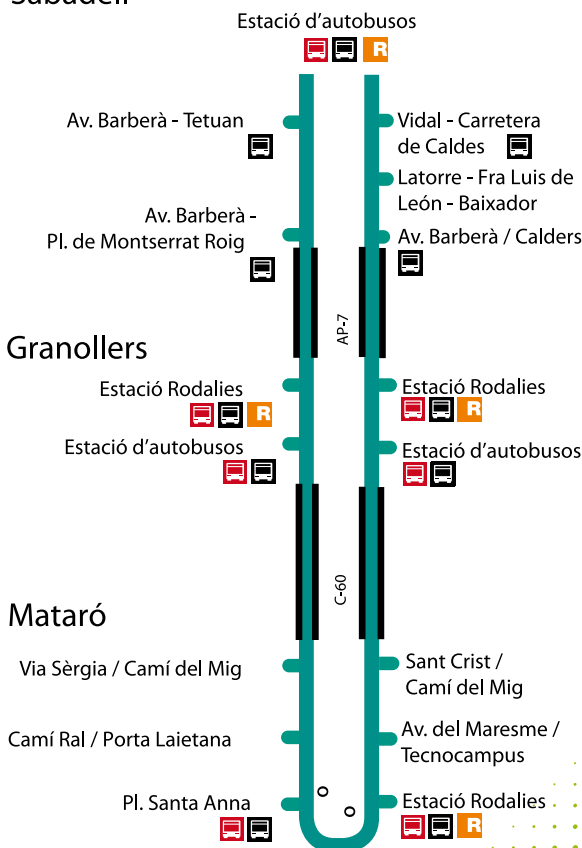 Sabadell
Estació d'autobusos
R
Av. Barberà - Tetuan
Vidal - Carretera
de Caldes
Latorre - Fra Luis de
León - Baixador
Av. Barberà -
Pl. de Montserrat Roig
Av. Barberà / Calders
AP-7
Granollers
Estació Rodalies
R
Estació Rodalies
R
Estació d'autobusos
Estació d'autobusos
C-60
Mataró
Via Sèrgia / Camí del Mig
Sant Crist /
Camí del Mig
Camí Ral / Porta Laietana
Av. del Maresme /
Tecnocampus
Pl. Santa Anna
Estació Rodalies
R